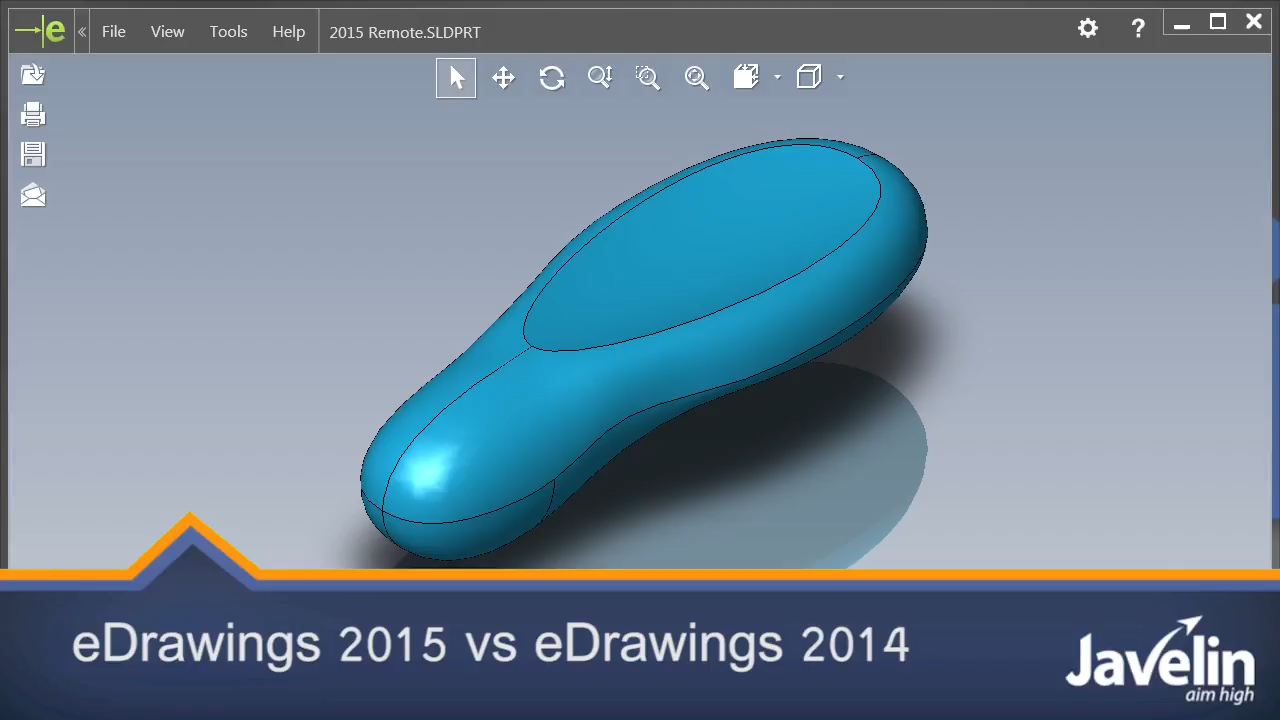 e « File View Tools Help 2015 Remote.SLDPRT ?
eDrawings 2015 vs eDrawings 2014
Javelin
aim high